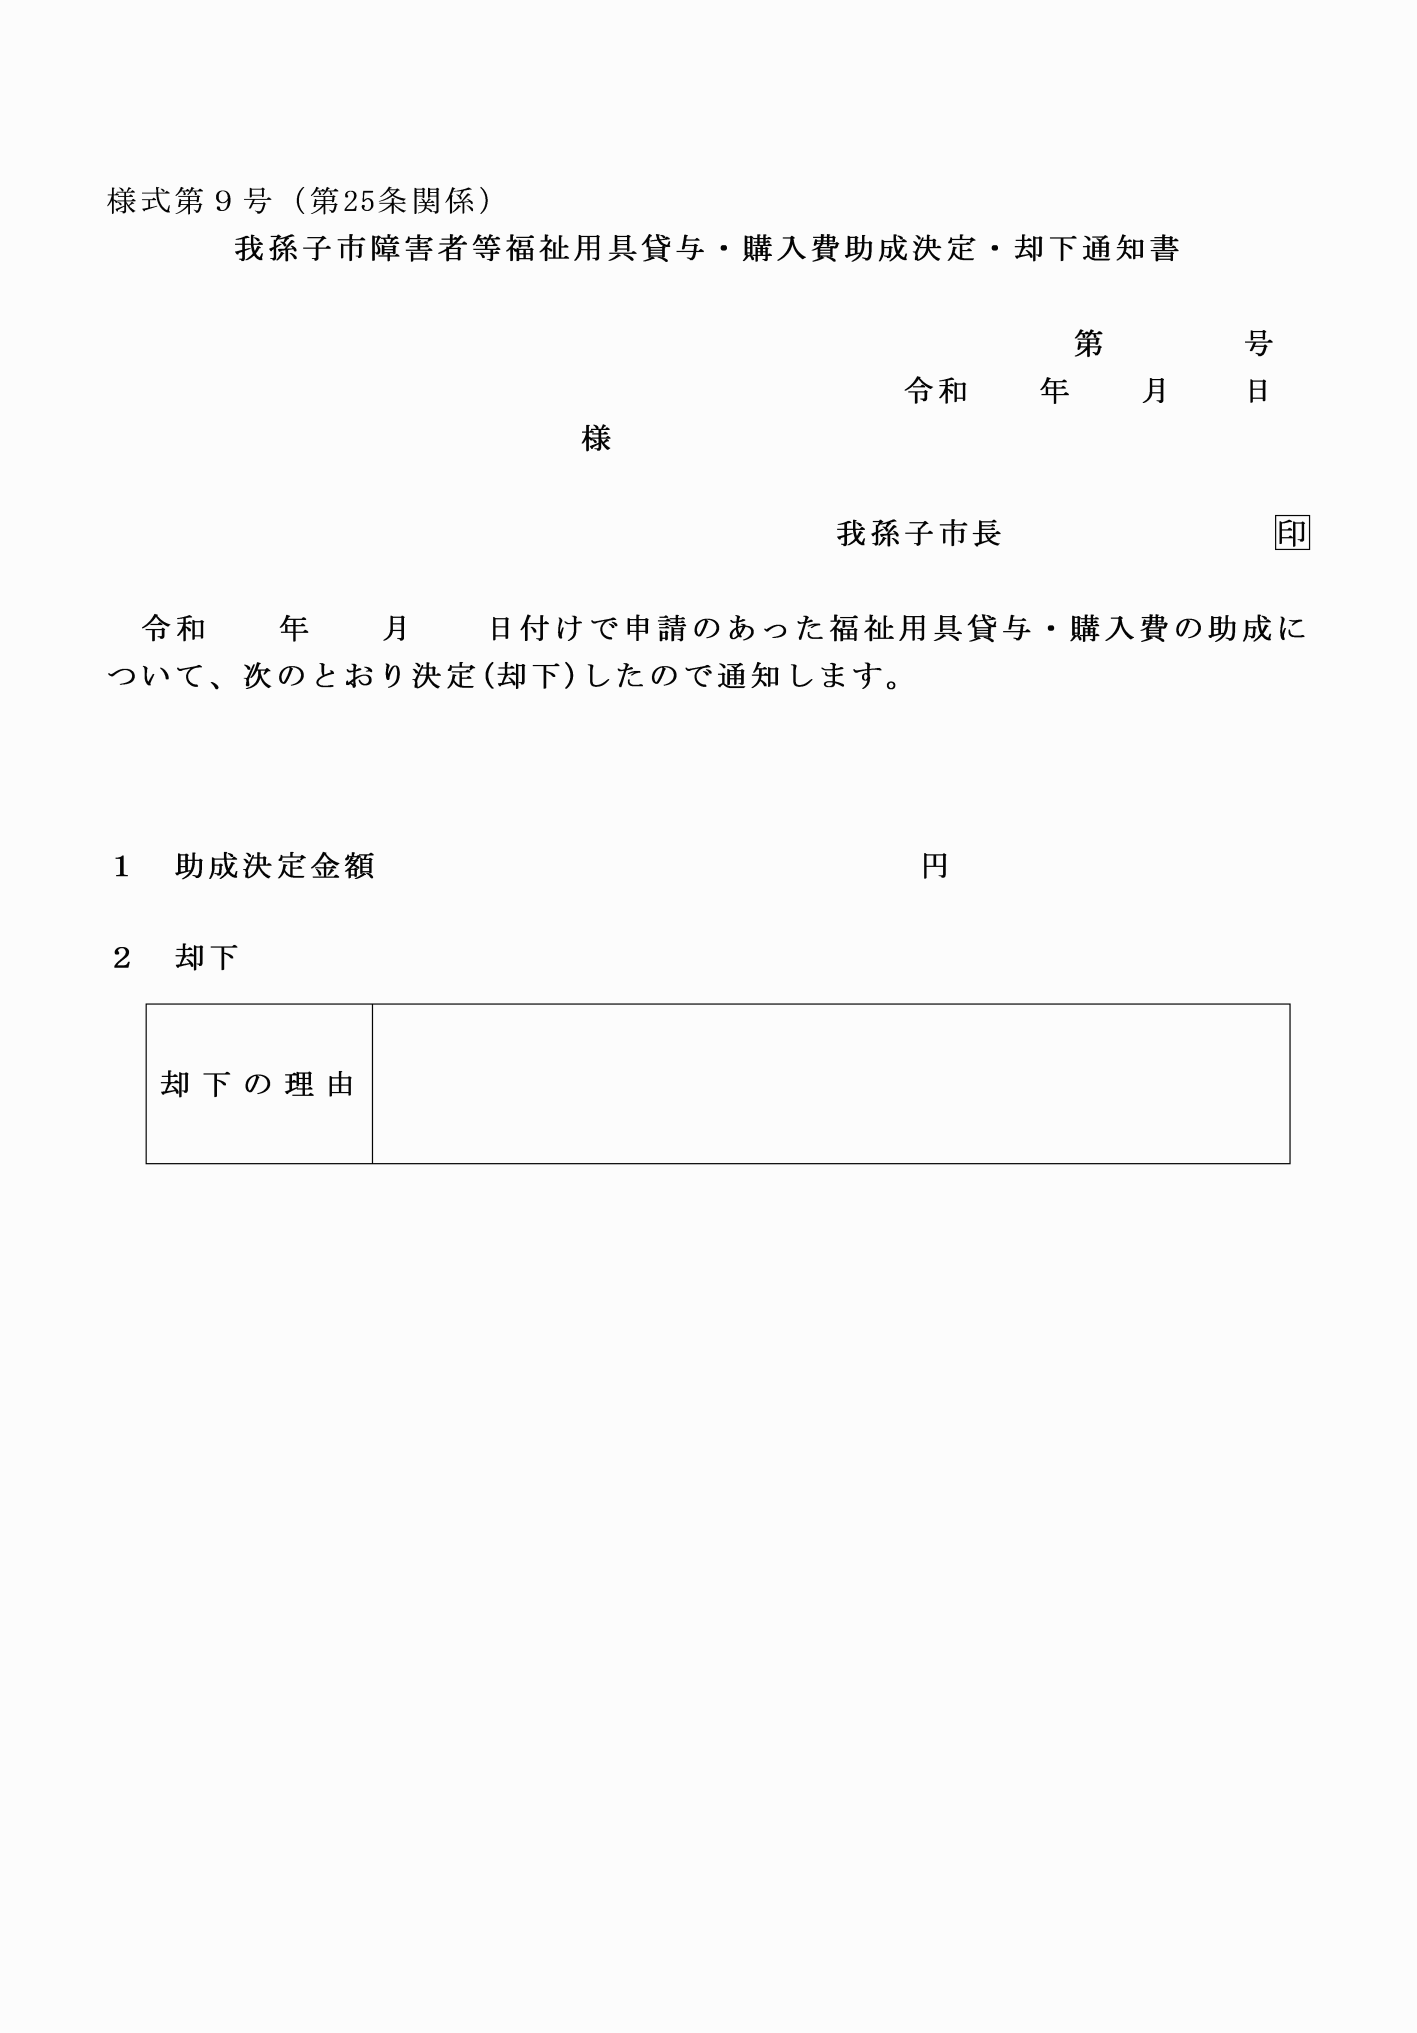 様式第９号（第25条関係）
我孫子市障害者等福祉用具貸与・購入費助成決定・却下通知書
第　　　　号
令和　　年　　月　　日
様
我孫子市長　　　　　　　　印
令和　　年　　月　　日付けで申請のあった福祉用具貸与・購入費の助成に
ついて、次のとおり決定(却下)したので通知します。
１　助成決定金額　　　　　　　　　　　　　　　　円
２　却下
却下の理由